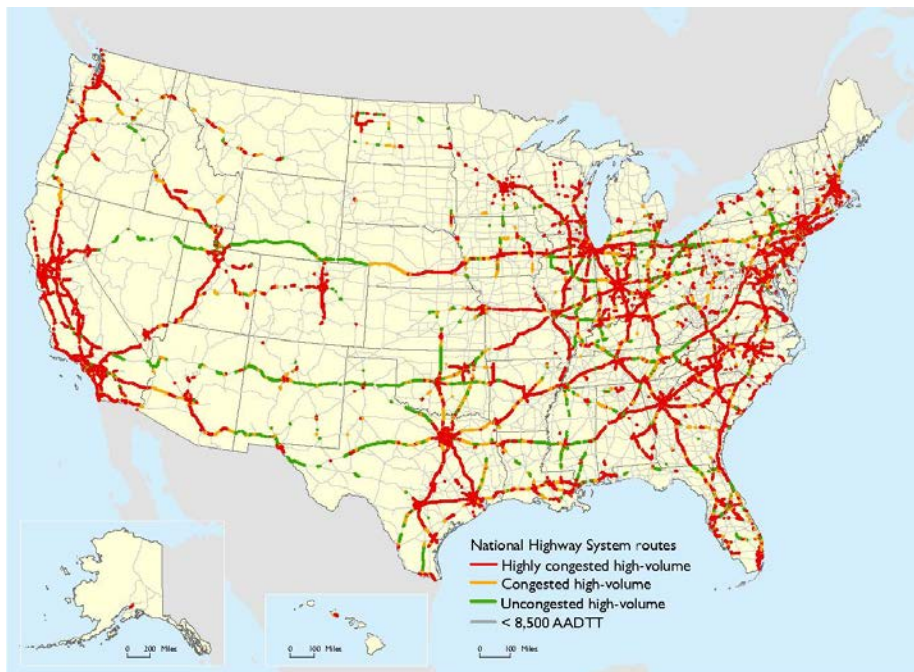 National Highway System routes
Highly congested high-volume
Congested high-volume
Uncongested high-volume
< 8,500 AADTT
0 200 Miles
0 100 Miles
0 100 Miles